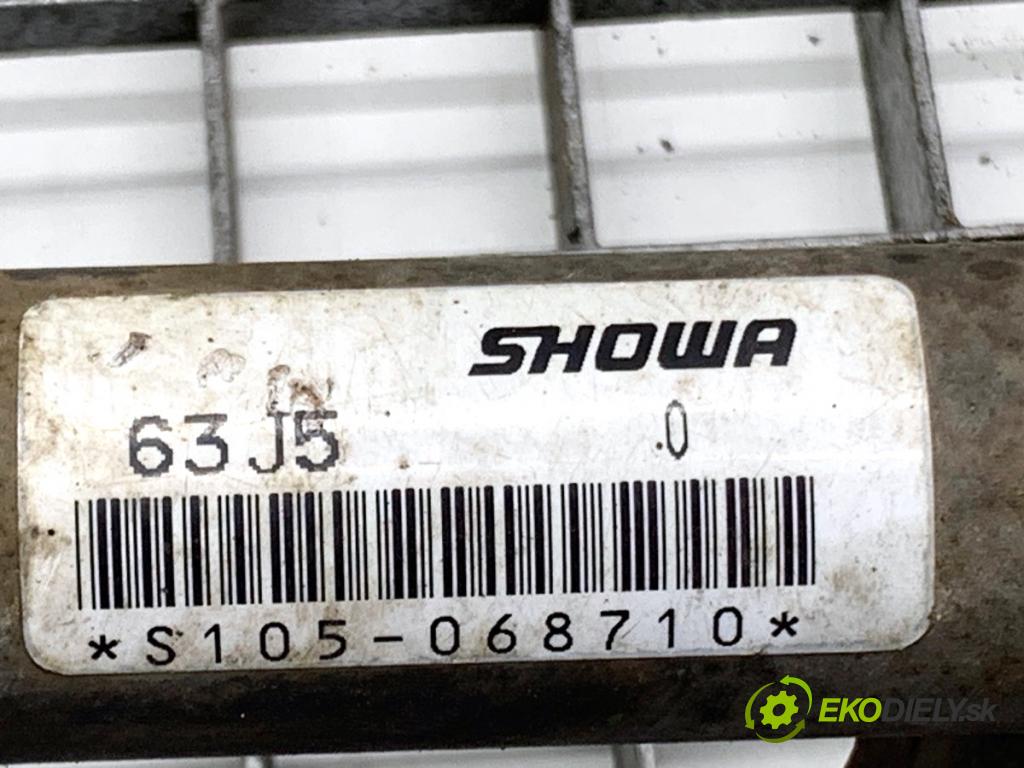 SHOWA
63J5 0
*S105-068710*
EKODIELY.sk